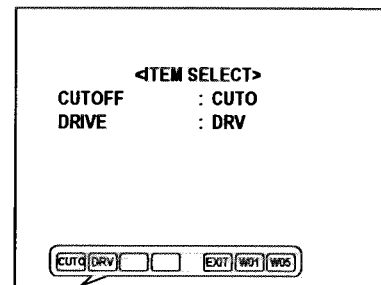 <ITEM SELECT>
CUTOFF : CUTO
DRIVE : DRV
CUTO DRV EXIT W01 W05